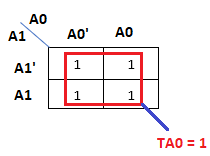 A0
A1
A0' A0
A1' 1 1
A1 1 1
TA0 = 1